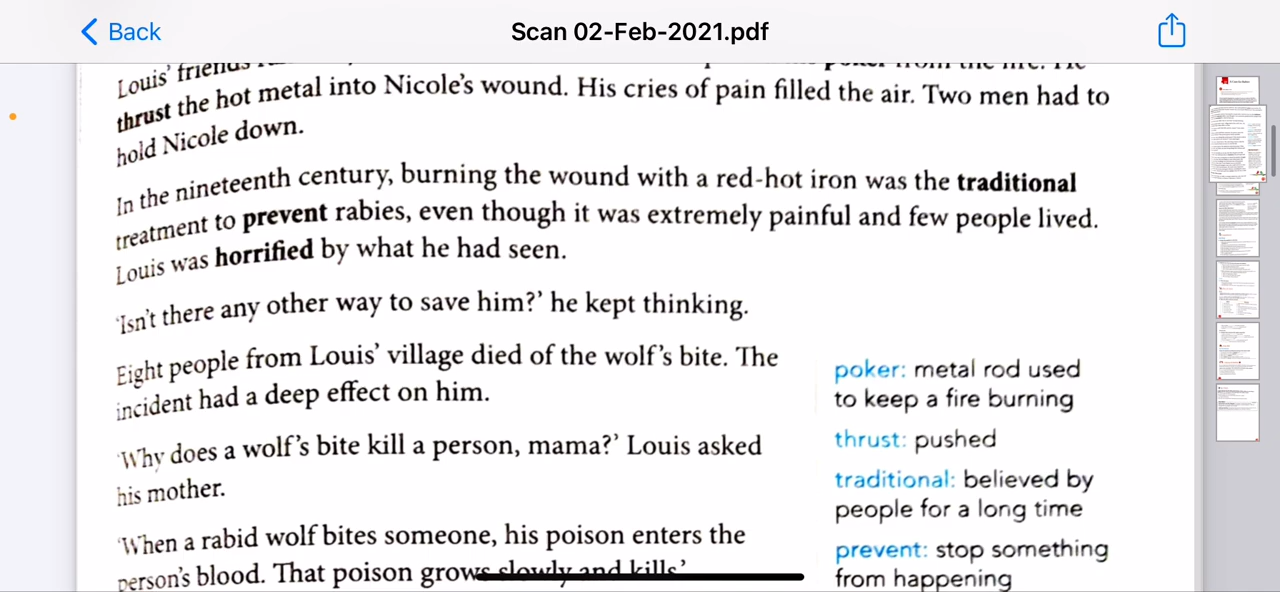 Back
Scan 02-Feb-2021.pdf
Louis' friends
thrust the hot metal into Nicole's wound. His cries of pain filled the air. Two men had to
hold Nicole down.
In the nineteenth century, burning the wound with a red-hot iron was the traditional
treatment to prevent rabies, even though it was extremely painful and few people lived.
Louis was horrified by what he had seen.
'Isn't there any other way to save him?' he kept thinking.
Eight people from Louis' village died of the wolf's bite. The
incident had a deep effect on him.
'Why does a wolf's bite kill a person, mama?' Louis asked
his mother.
'When a rabid wolf bites someone, his poison enters the
person's blood. That poison grows slowly and kills.'
poker: metal rod used
to keep a fire burning
thrust: pushed
traditional: believed by
people for a long time
prevent: stop something
from happening